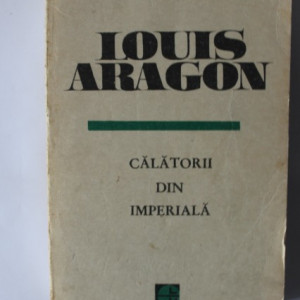 LOUIS
ARAGON
CĂLĂTORII
DIN
IMPERIALĂ